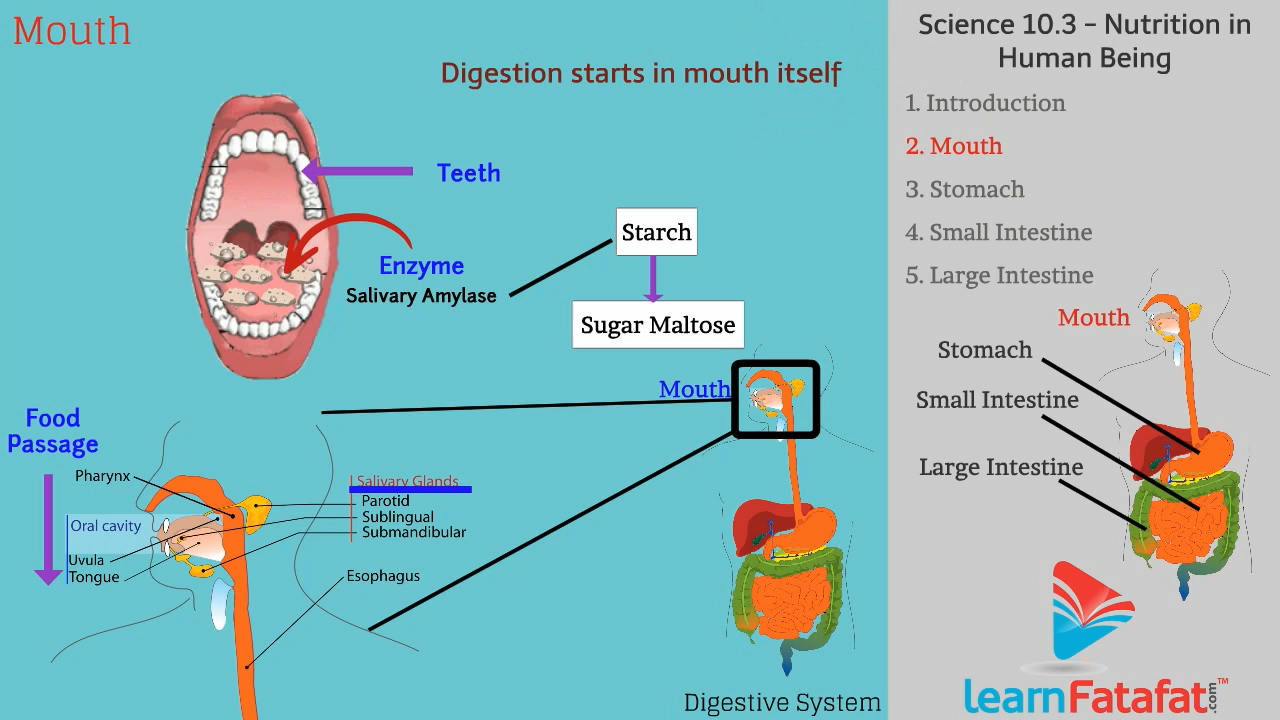 Mouth
Digestion starts in mouth itself
Teeth
Enzyme
Salivary Amylase
Starch
Sugar Maltose
Mouth
Food
Passage
Pharynx
Oral cavity
Uvula
Tongue
Salivary Glands
Parotid
Sublingual
Submandibular
Esophagus
Digestive System
Science 10.3 – Nutrition in
Human Being
1. Introduction
2. Mouth
3. Stomach
4. Small Intestine
5. Large Intestine
Mouth
Stomach
Small Intestine
Large Intestine
learnFatafat.com™